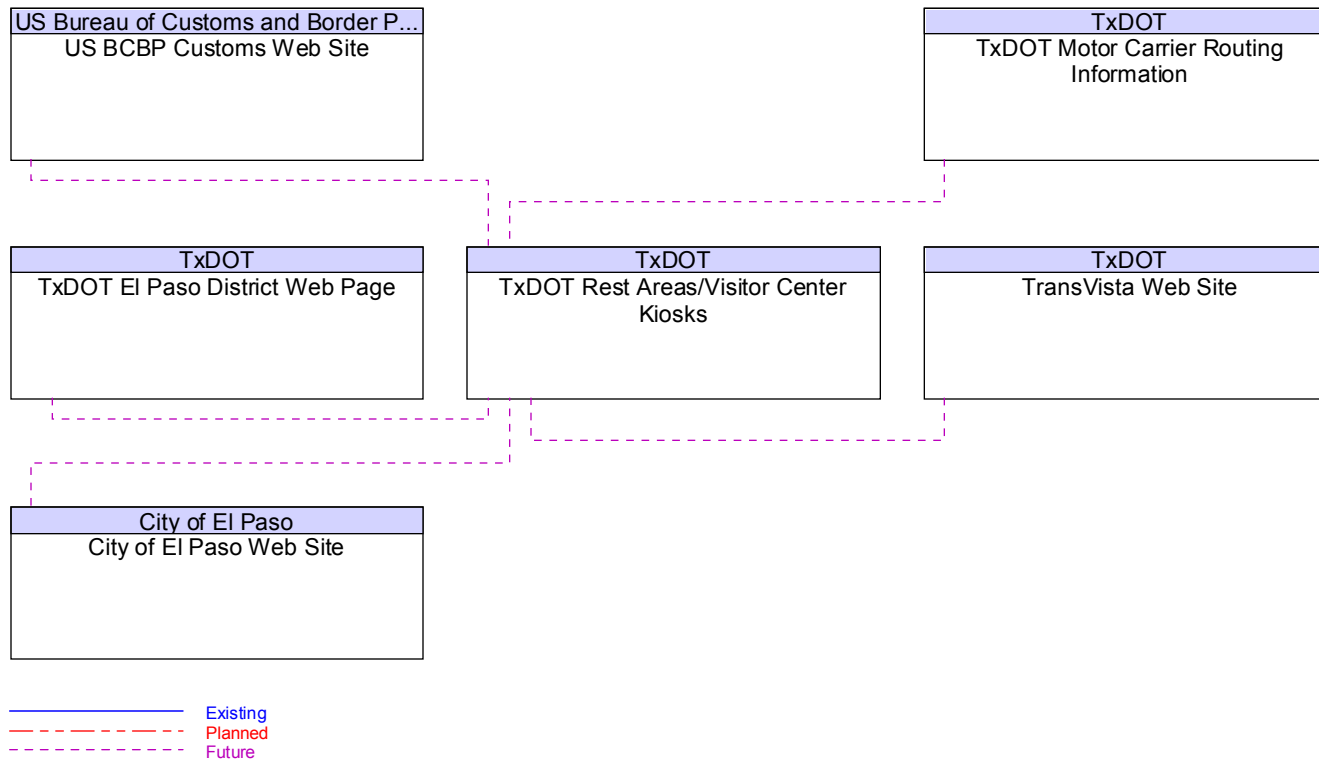 US Bureau of Customs and Border P...
US BCBP Customs Web Site
TxDOT
TxDOT Motor Carrier Routing
Information
TxDOT
TxDOT El Paso District Web Page
TxDOT
TxDOT Rest Areas/Visitor Center
Kiosks
TxDOT
TransVista Web Site
City of El Paso
City of El Paso Web Site
Existing
Planned
Future